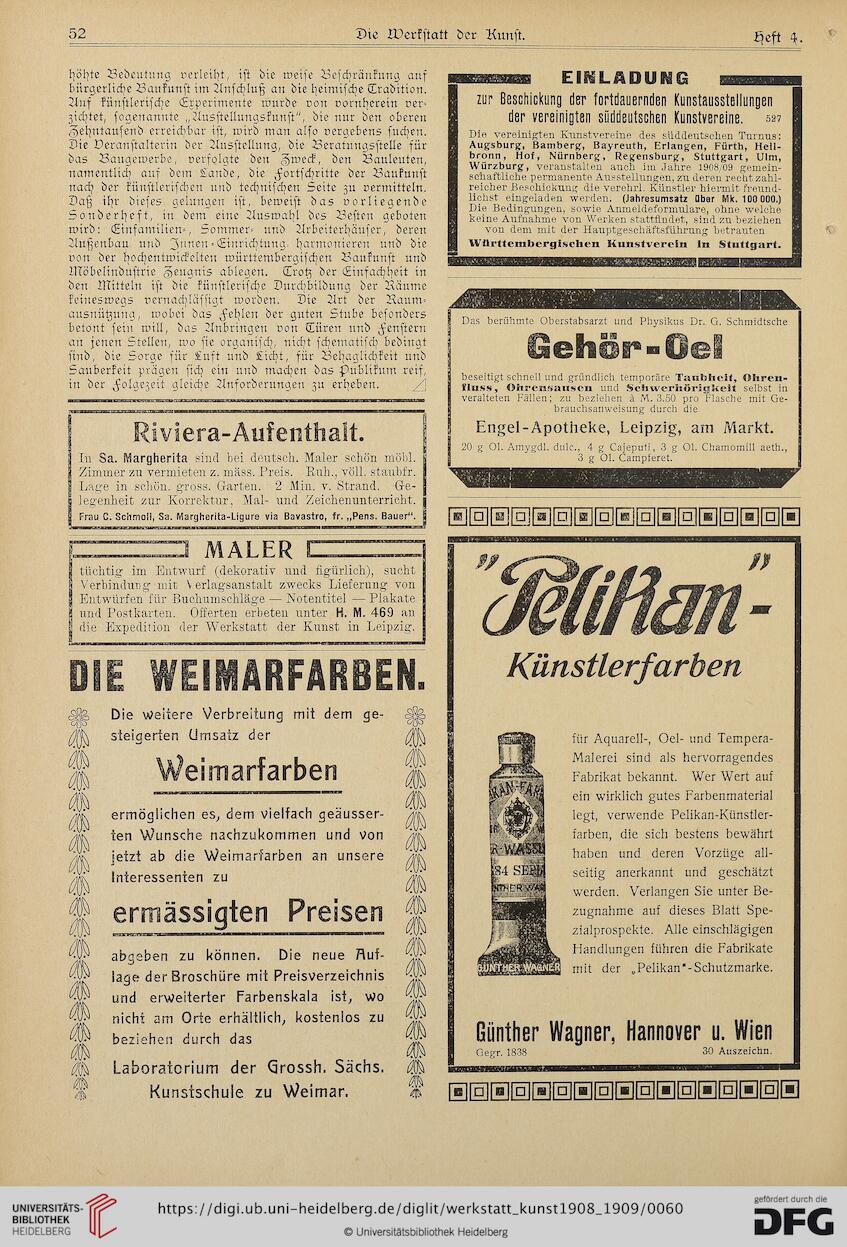 52
Die Werkstatt der Kunst.
Heft 4.
höhte Bedeutung verleiht, ist die weise Beschränkung auf
bürgerliche Baukunst im Anschluß an die heimische Tradition.
Auf künstlerische Experimente wurde von vornherein ver-
zichtet, sogenannte „Ausstellungskunst“, die nur den oberen
Zehntausend erreichbar ist, wird man also vergebens suchen.
Die Veranstalterin der Ausstellung, die Beratungsstelle für
das Baugewerbe, verfolgte den Zweck, den Bauleuten,
namentlich auf dem Lande, die Fortschritte der Baukunst
nach der künstlerischen und technischen Seite zu vermitteln.
Daß ihr dieses gelungen ist, beweist das vorliegende
Sonderheft, in dem eine Auswahl des Besten geboten
wird: Einfamilien-, Sommer- und Arbeiterhäuser, deren
Außenbau und Innen-Einrichtung harmonieren und die
von der hochentwickelten württembergischen Baukunst und
Möbelindustrie Zeugnis ablegen. Trotz der Einfachheit in
den Mitteln ist die künstlerische Durchbildung der Räume
keineswegs vernachlässigt worden. Die Art der Raum-
ausnützung, wobei das Fehlen der guten Stube besonders
betont sein will, das Anbringen von Türen und Fenstern
an jenen Stellen, wo sie organisch, nicht schematisch bedingt
sind, die Sorge für Luft und Licht, für Behaglichkeit und
Sauberkeit prägen sich ein und machen das Publikum reif,
in der Folgezeit gleiche Anforderungen zu erheben.
Riviera-Aufenthalt.
In Sa. Margherita sind bei deutsch. Maler schön möbl.
Zimmer zu vermieten z. mäss. Preis. Ruh., völl. staubfr.
Lage in schön. gross. Garten. 2 Min. v. Strand. Ge-
legenheit zur Korrektur, Mal- und Zeichenunterricht.
Frau C. Schmoll, Sa. Margherita-Ligure via Bavastro, fr. „Pens. Bauer“.
MALER
tüchtig im Entwurf (dekorativ und figürlich), sucht
Verbindung mit Verlagsanstalt zwecks Lieferung von
Entwürfen für Buchumschläge — Notentitel — Plakate
und Postkarten. Offerten erbeten unter H. M. 469 an
die Expedition der Werkstatt der Kunst in Leipzig.
DIE WEIMARFARBEN.
Die weitere Verbreitung mit dem ge-
steigerten Umsatz der
Weimarfarben
ermöglichen es, dem vielfach geäusser-
ten Wunsche nachzukommen und von
jetzt ab die Weimarfarben an unsere
Interessenten zu
ermässigten Preisen
abgeben zu können. Die neue Auf-
lage der Broschüre mit Preisverzeichnis
und erweiterter Farbenskala ist, wo
nicht am Orte erhältlich, kostenlos zu
beziehen durch das
Laboratorium der Grossh. Sächs.
Kunstschule zu Weimar.
EINLADUNG
zur Beschickung der fortdauernden Kunstausstellungen
der vereinigten süddeutschen Kunstvereine. 527
Die vereinigten Kunstvereine des süddeutschen Turnus:
Augsburg, Bamberg, Bayreuth, Erlangen, Fürth, Heil-
bronn, Hof, Nürnberg, Regensburg, Stuttgart, Ulm,
Würzburg, veranstalten auch im Jahre 1908/09 gemein-
schaftliche permanente Ausstellungen, zu deren recht zahl-
reicher Beschickung die verehrl. Künstler hiermit freund-
lichst eingeladen werden. (Jahresumsatz über Mk. 100 000.)
Die Bedingungen, sowie Anmeldeformulare, ohne welche
keine Aufnahme von Werken stattfindet, sind zu beziehen
von dem mit der Hauptgeschäftsführung betrauten
Württembergischen Kunstverein in Stuttgart.
Das berühmte Oberstabsarzt und Physikus Dr. G. Schmidtsche
Gehör-Oel
beseitigt schnell und gründlich temporäre Taubheit, Ohren-
fluss, Ohrensausen und Schwerhörigkeit selbst in
veralteten Fällen; zu beziehen à M. 3.50 pro Flasche mit Ge-
brauchsanweisung durch die
Engel-Apotheke, Leipzig, am Markt.
20 g Ol. Amygdl. dulc., 4 g Cajeputi, 3 g Ol. Chamomill aeth.,
3 g Ol. Campferet.
"Pelikan"-
Künstlerfarben
für Aquarell-, Oel- und Tempera-
Malerei sind als hervorragendes
Fabrikat bekannt. Wer Wert auf
ein wirklich gutes Farbenmaterial
legt, verwende Pelikan-Künstler-
farben, die sich bestens bewährt
haben und deren Vorzüge all-
seitig anerkannt und geschätzt
werden. Verlangen Sie unter Be-
zugnahme auf dieses Blatt Spe-
zialprospekte. Alle einschlägigen
Handlungen führen die Fabrikate
mit der „Pelikan“-Schutzmarke.
KAN-FAR
R-WASSE
34 SEPI
NTHER WAG
GÜNTHER WAGNER
Günther Wagner, Hannover u. Wien
Gegr. 1838
30 Auszeichn.
UNIVERSITÄTS-
BIBLIOTHEK
HEIDELBERG
https://digi.ub.uni-heidelberg.de/diglit/werkstatt_kunst1908_1909/0060
© Universitätsbibliothek Heidelberg
gefördert durch die
DFG